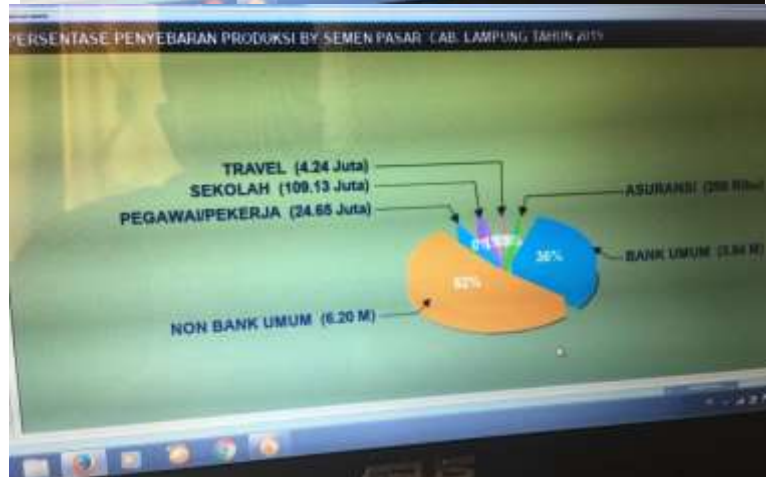 PERSENTASE PENYEBARAN PRODUKSI BY SEMEN PASAR CAB. LAMPUNG TAHUN
TRAVEL (4.24 Juta)
SEKOLAH (109.13 Juta)
PEGAWAI/PEKERJA (24.65 Juta)
NON BANK UMUM (6.20 M)
ASURANSI
BANK UMUM
36%
62%